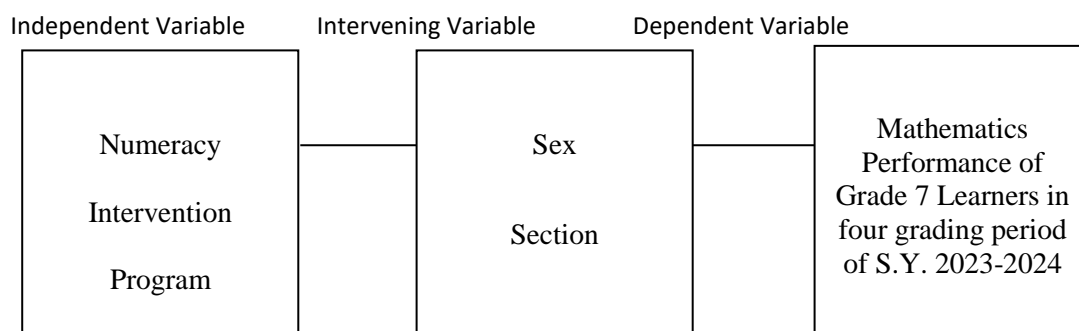 Independent Variable
Intervening Variable
Dependent Variable
Numeracy
Intervention
Program
Sex
Section
Mathematics
Performance of
Grade 7 Learners in
four grading period
of S.Y. 2023-2024